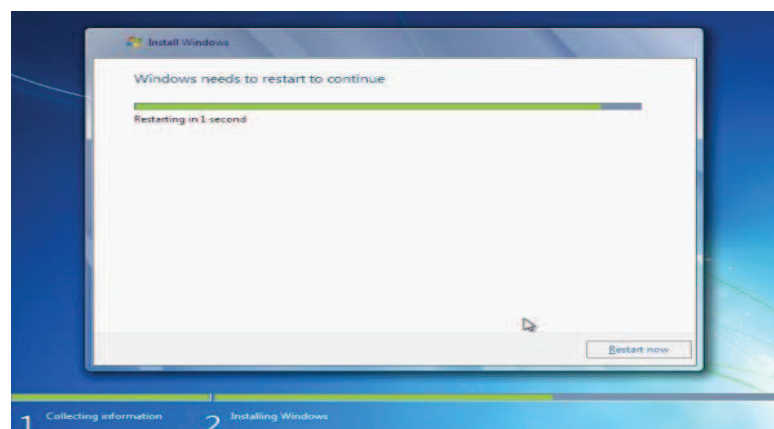 Install Windows
Windows needs to restart to continue
Restarting in 1 second
Restart now
1 Collecting information 2 Installing Windows